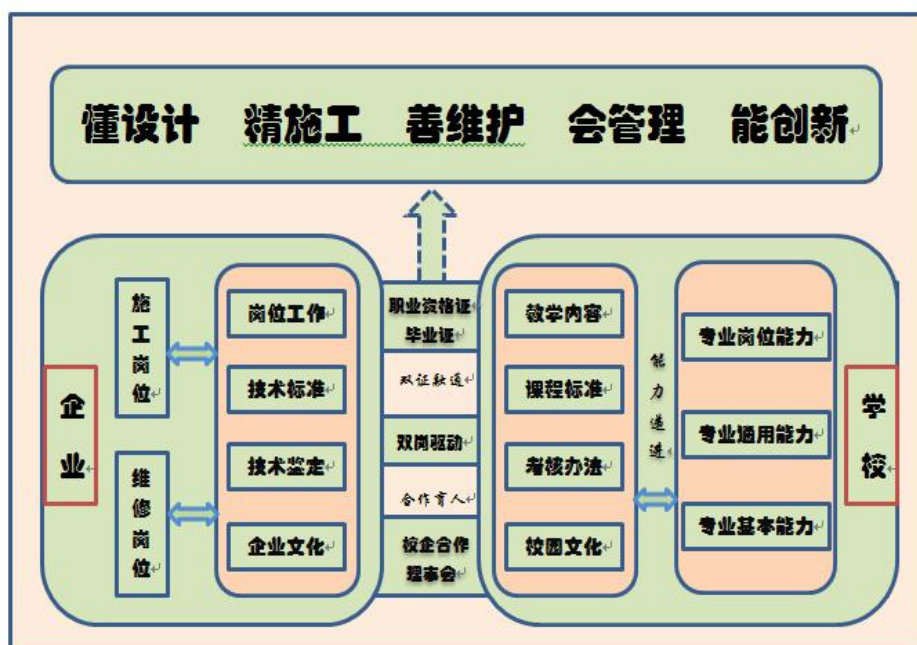 懂设计 精施工 善维护 会管理 能创新
企业
施工岗位
维修岗位
岗位工作
技术标准
技术鉴定
企业文化
职业资格证
毕业证
双证融通
双岗驱动
合作育人
校企合作
理事会
教学内容
课程标准
考核办法
校园文化
能力递进
专业岗位能力
专业通用能力
专业基本能力
学校